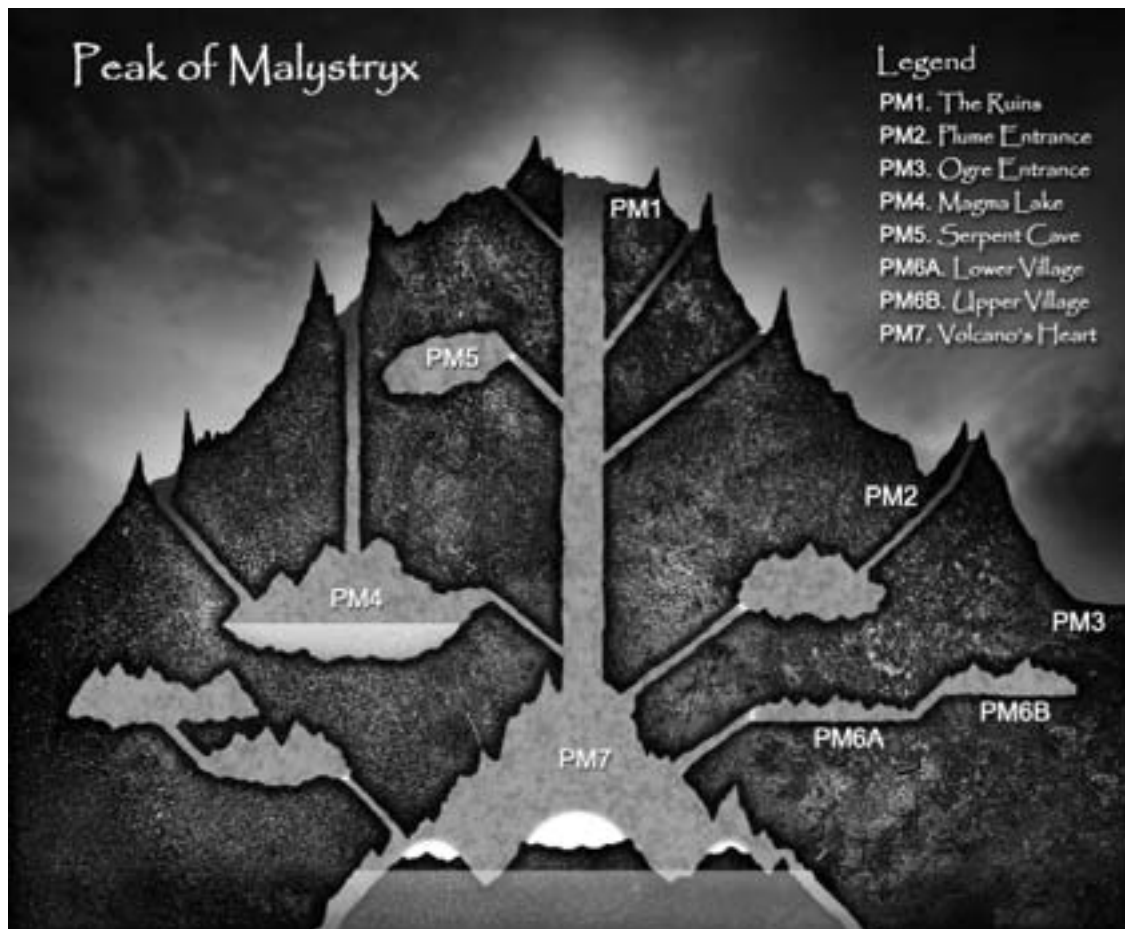 Peak of Malystryx
Legend
PM1. The Ruins
PM2. Plume Entrance
PM3. Ogre Entrance
PM4. Magma Lake
PM5. Serpent Cave
PM6A. Lower Village
PM6B. Upper Village
PM7. Volcano's Heart
PM1
PM5
PM2
PM4
PM3
PM6B
PM6A
PM7